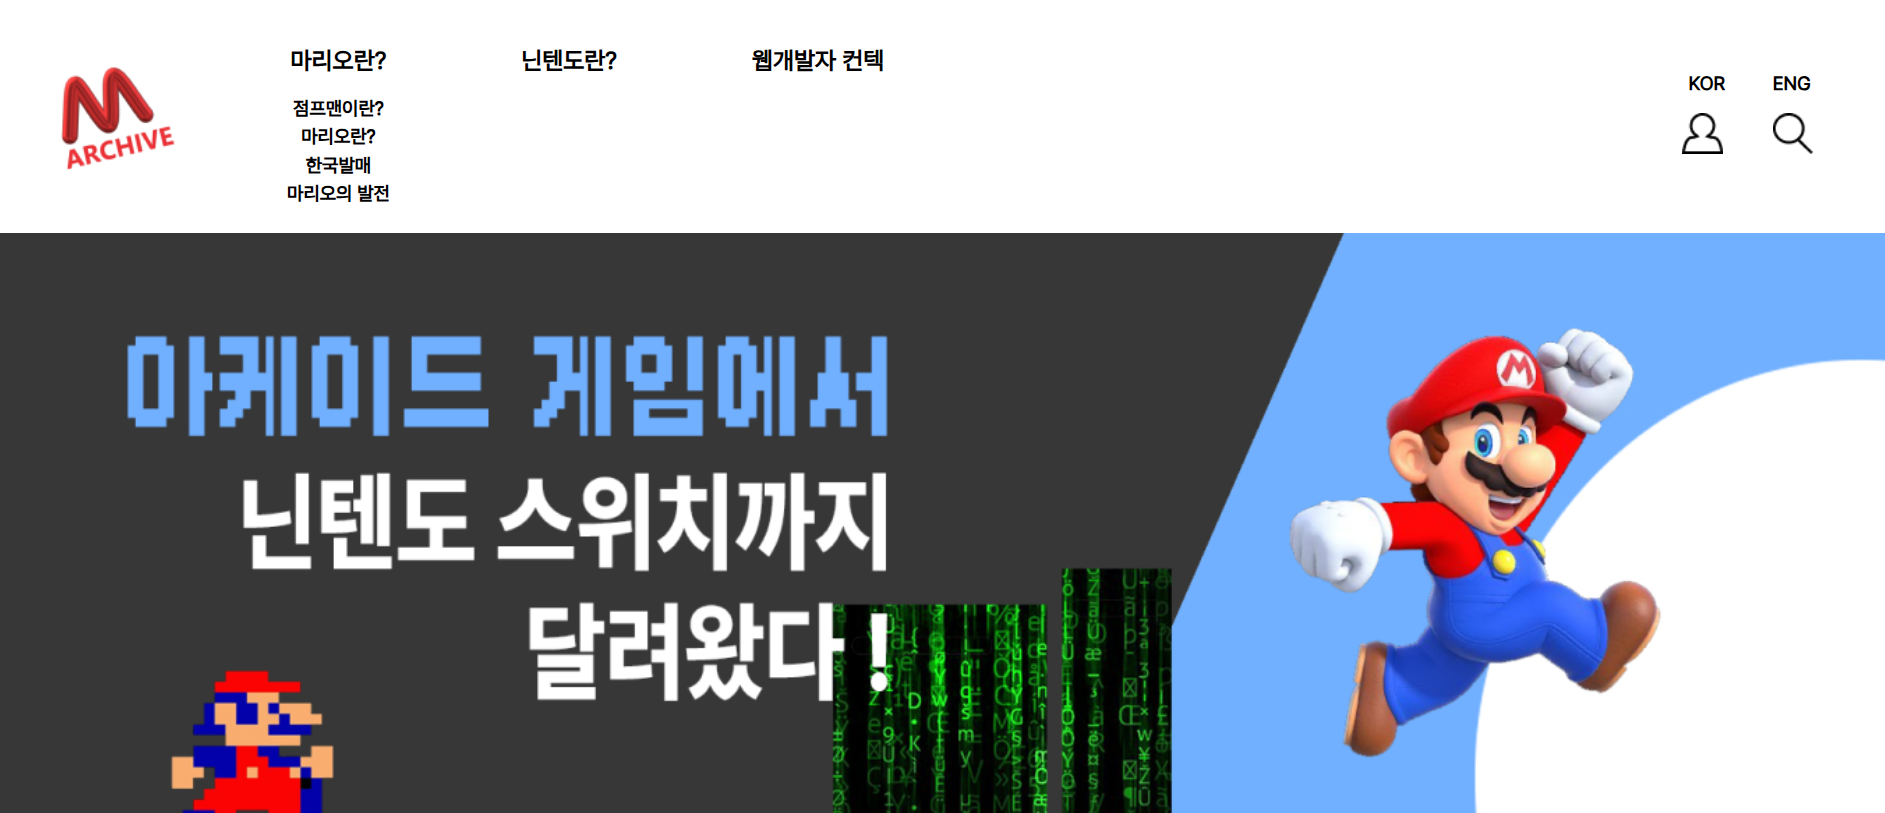 M
ARCHIVE
마리오란?
닌텐도란?
웹개발자 컨텍
점프맨이란?
마리오란?
한국발매
마리오의 발전
KOR
ENG
아케이드 게임에서
닌텐도 스위치까지
달려왔다!
M